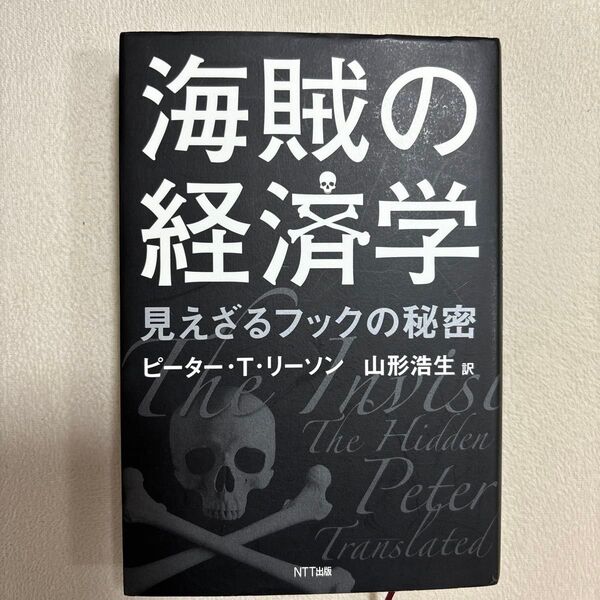 海賊の
経済学
見えざるフックの秘密
ピーター・T・リーソン 山形浩生 訳
The Invisi
The Hidden
Peter
Translated
NTT出版